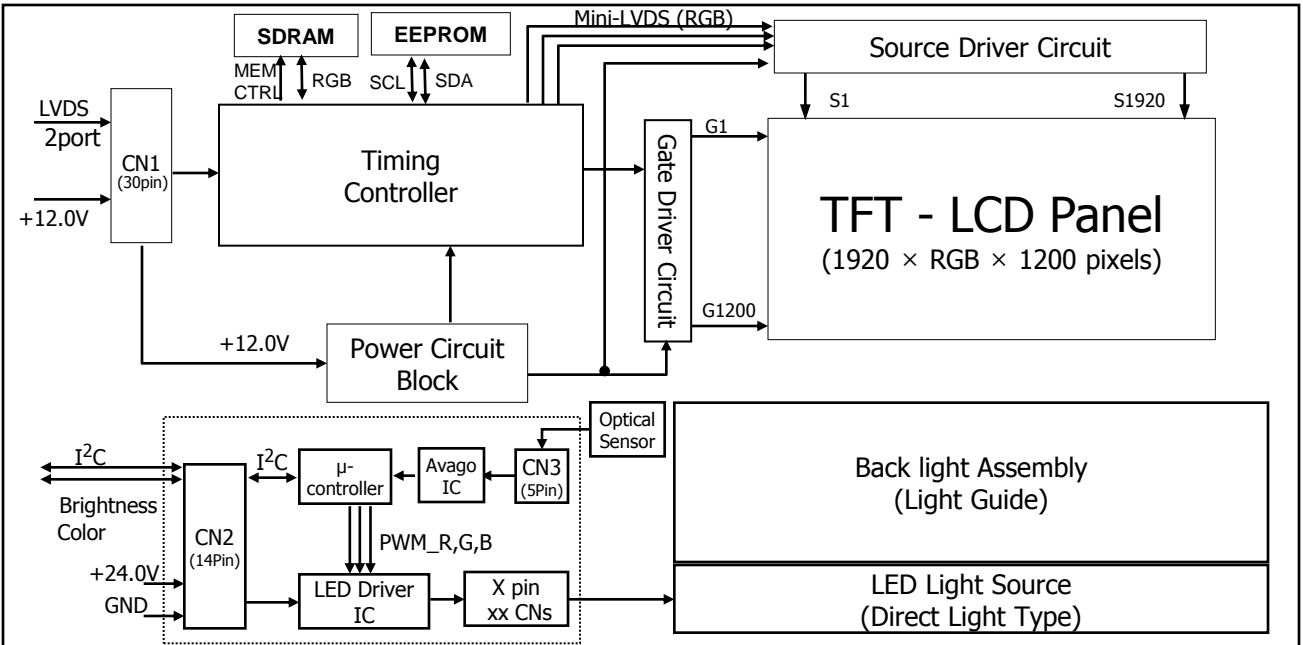 Mini-LVDS (RGB)
SDRAM
EEPROM
Source Driver Circuit
MEM
CTRL
RGB
SCL
SDA
S1
S1920
LVDS
2port
CN1
(30pin)
+12.0V
Timing
Controller
Gate Driver Circuit
G1
G1200
TFT - LCD Panel
(1920 × RGB × 1200 pixels)
+12.0V
Power Circuit
Block
Optical
Sensor
I²C
Brightness
Color
+24.0V
GND
CN2
(14Pin)
I²C
μ-
controller
Avago
IC
CN3
(5Pin)
PWM_R,G,B
LED Driver
IC
X pin
xx CNs
Back light Assembly
(Light Guide)
LED Light Source
(Direct Light Type)